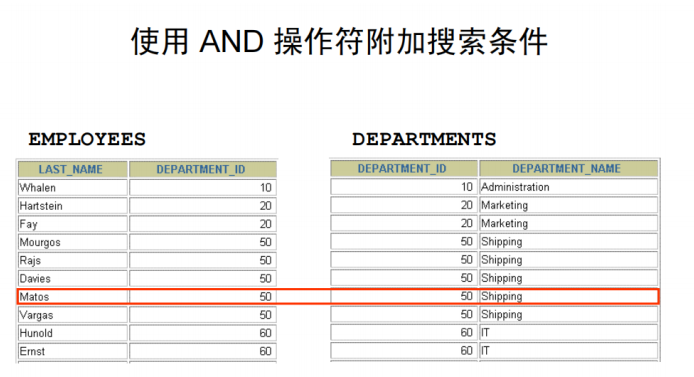 使用 AND 操作符附加搜索条件
EMPLOYEES DEPARTMENTS
LAST_NAME DEPARTMENT_ID DEPARTMENT_ID DEPARTMENT_NAME
Whalen 10 10 Administration
Hartstein 20 20 Marketing
Fay 20 20 Marketing
Mourgos 50 50 Shipping
Rajs 50 50 Shipping
Davies 50 50 Shipping
Matos 50 50 Shipping
Vargas 50 50 Shipping
Hunold 60 60 IT
Ernst 60 60 IT